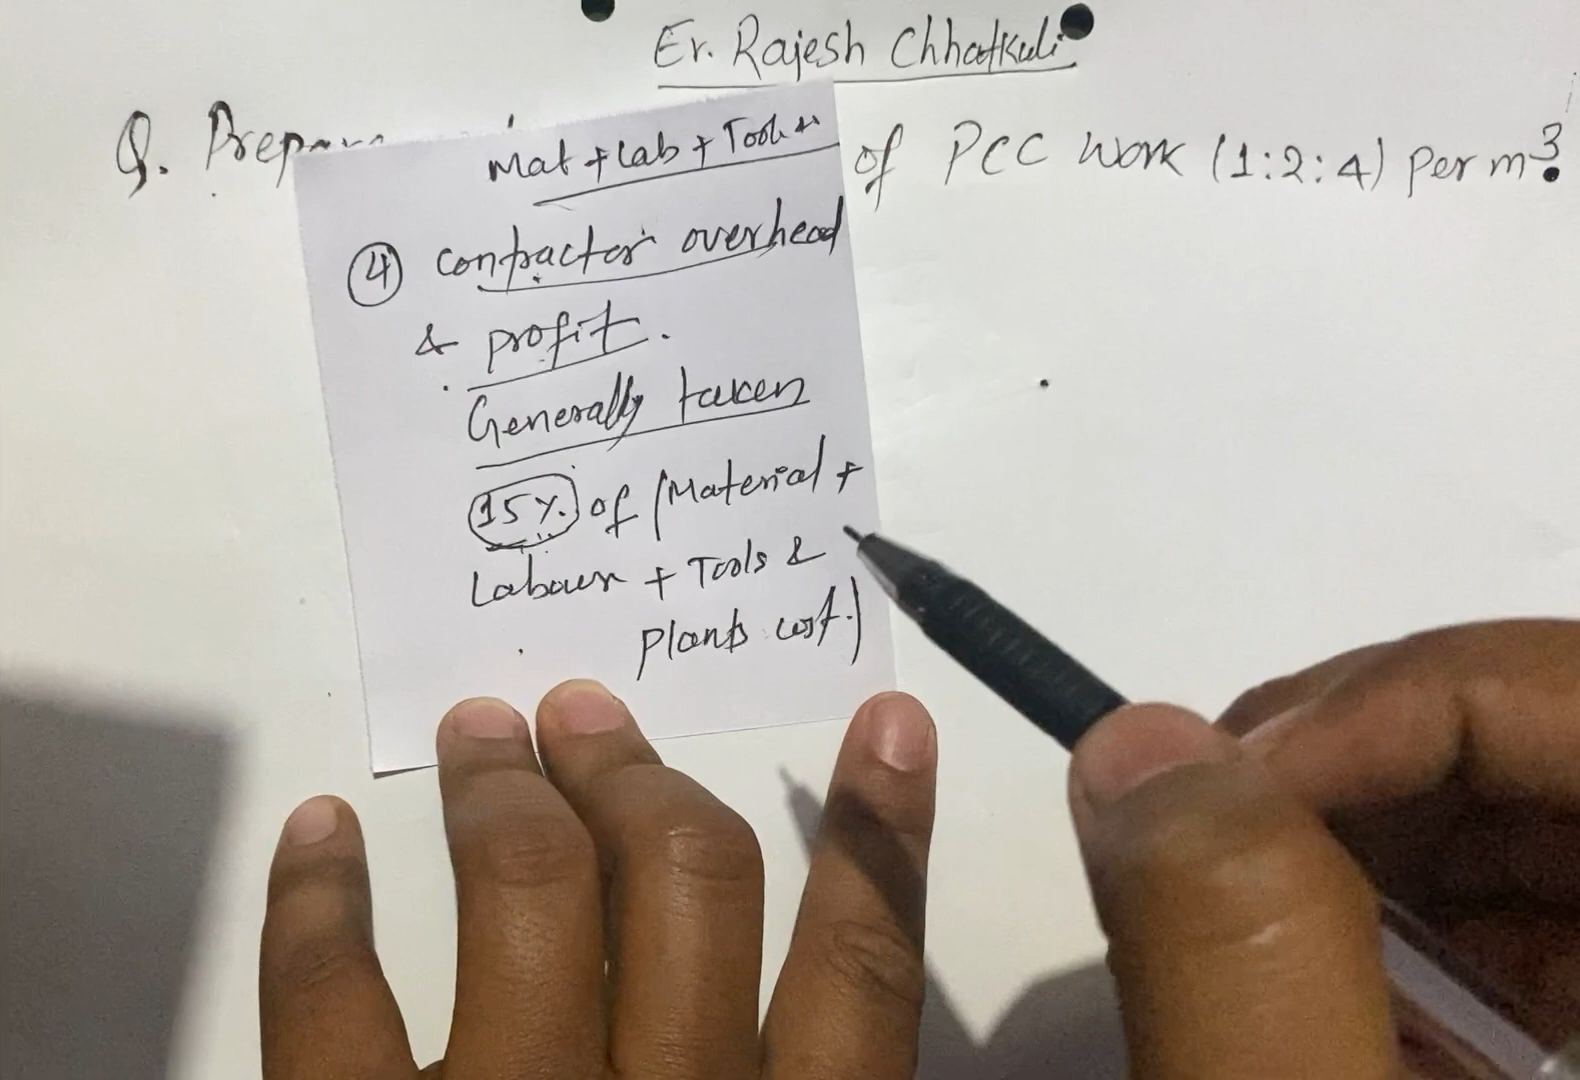 Er. Rajesh Chhatkuli
Q. Prepare of PCC work (1:2:4) per m³.
Mat + Lab + Tools
④ contractor overhead
& profit.
Generally taken
15% of (Material +
Labour + Tools &
Plants cost.)